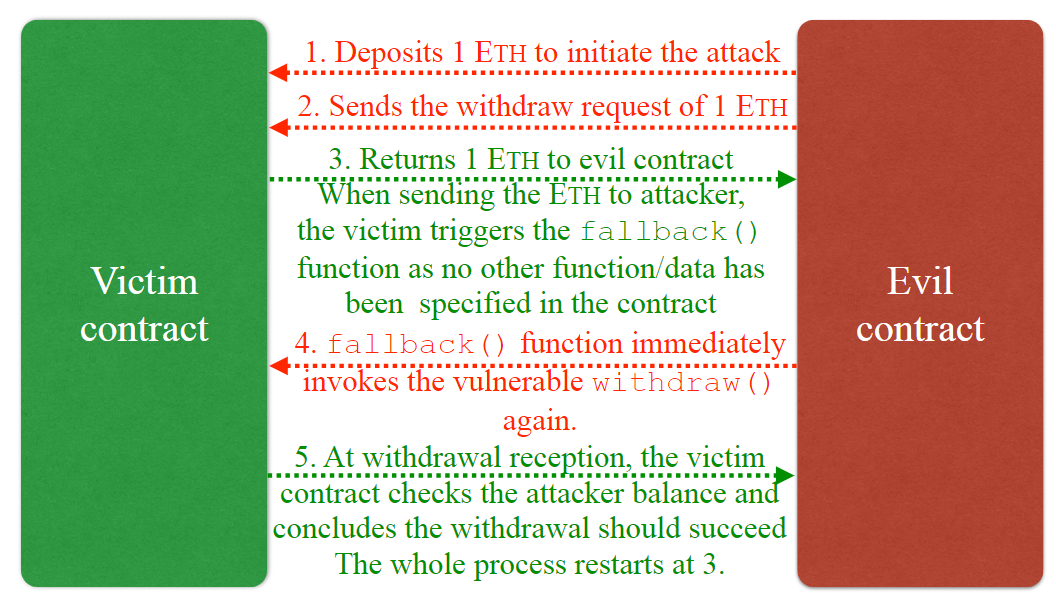 1. Deposits 1 ETH to initiate the attack
2. Sends the withdraw request of 1 ETH
3. Returns 1 ETH to evil contract
When sending the ETH to attacker,
the victim triggers the fallback()
function as no other function/data has
been specified in the contract
Victim
contract
Evil
contract
4. fallback() function immediately
invokes the vulnerable withdraw()
again.
5. At withdrawal reception, the victim
contract checks the attacker balance and
concludes the withdrawal should succeed
The whole process restarts at 3.